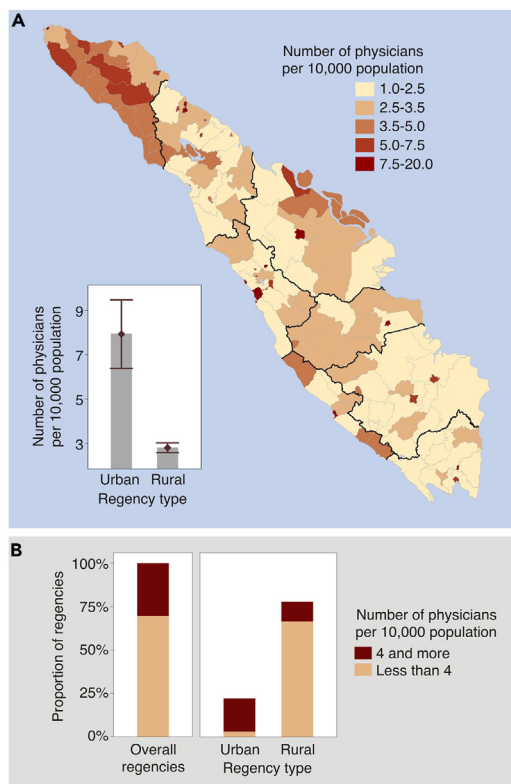 A
Number of physicians
per 10,000 population
1.0-2.5
2.5-3.5
3.5-5.0
5.0-7.5
7.5-20.0
Number of physicians
per 10,000 population
9
7
5
3
Urban Rural
Regency type
B
Proportion of regencies
100%
75%
50%
25%
0%
Overall
regencies
Urban Rural
Regency type
Number of physicians
per 10,000 population
4 and more
Less than 4